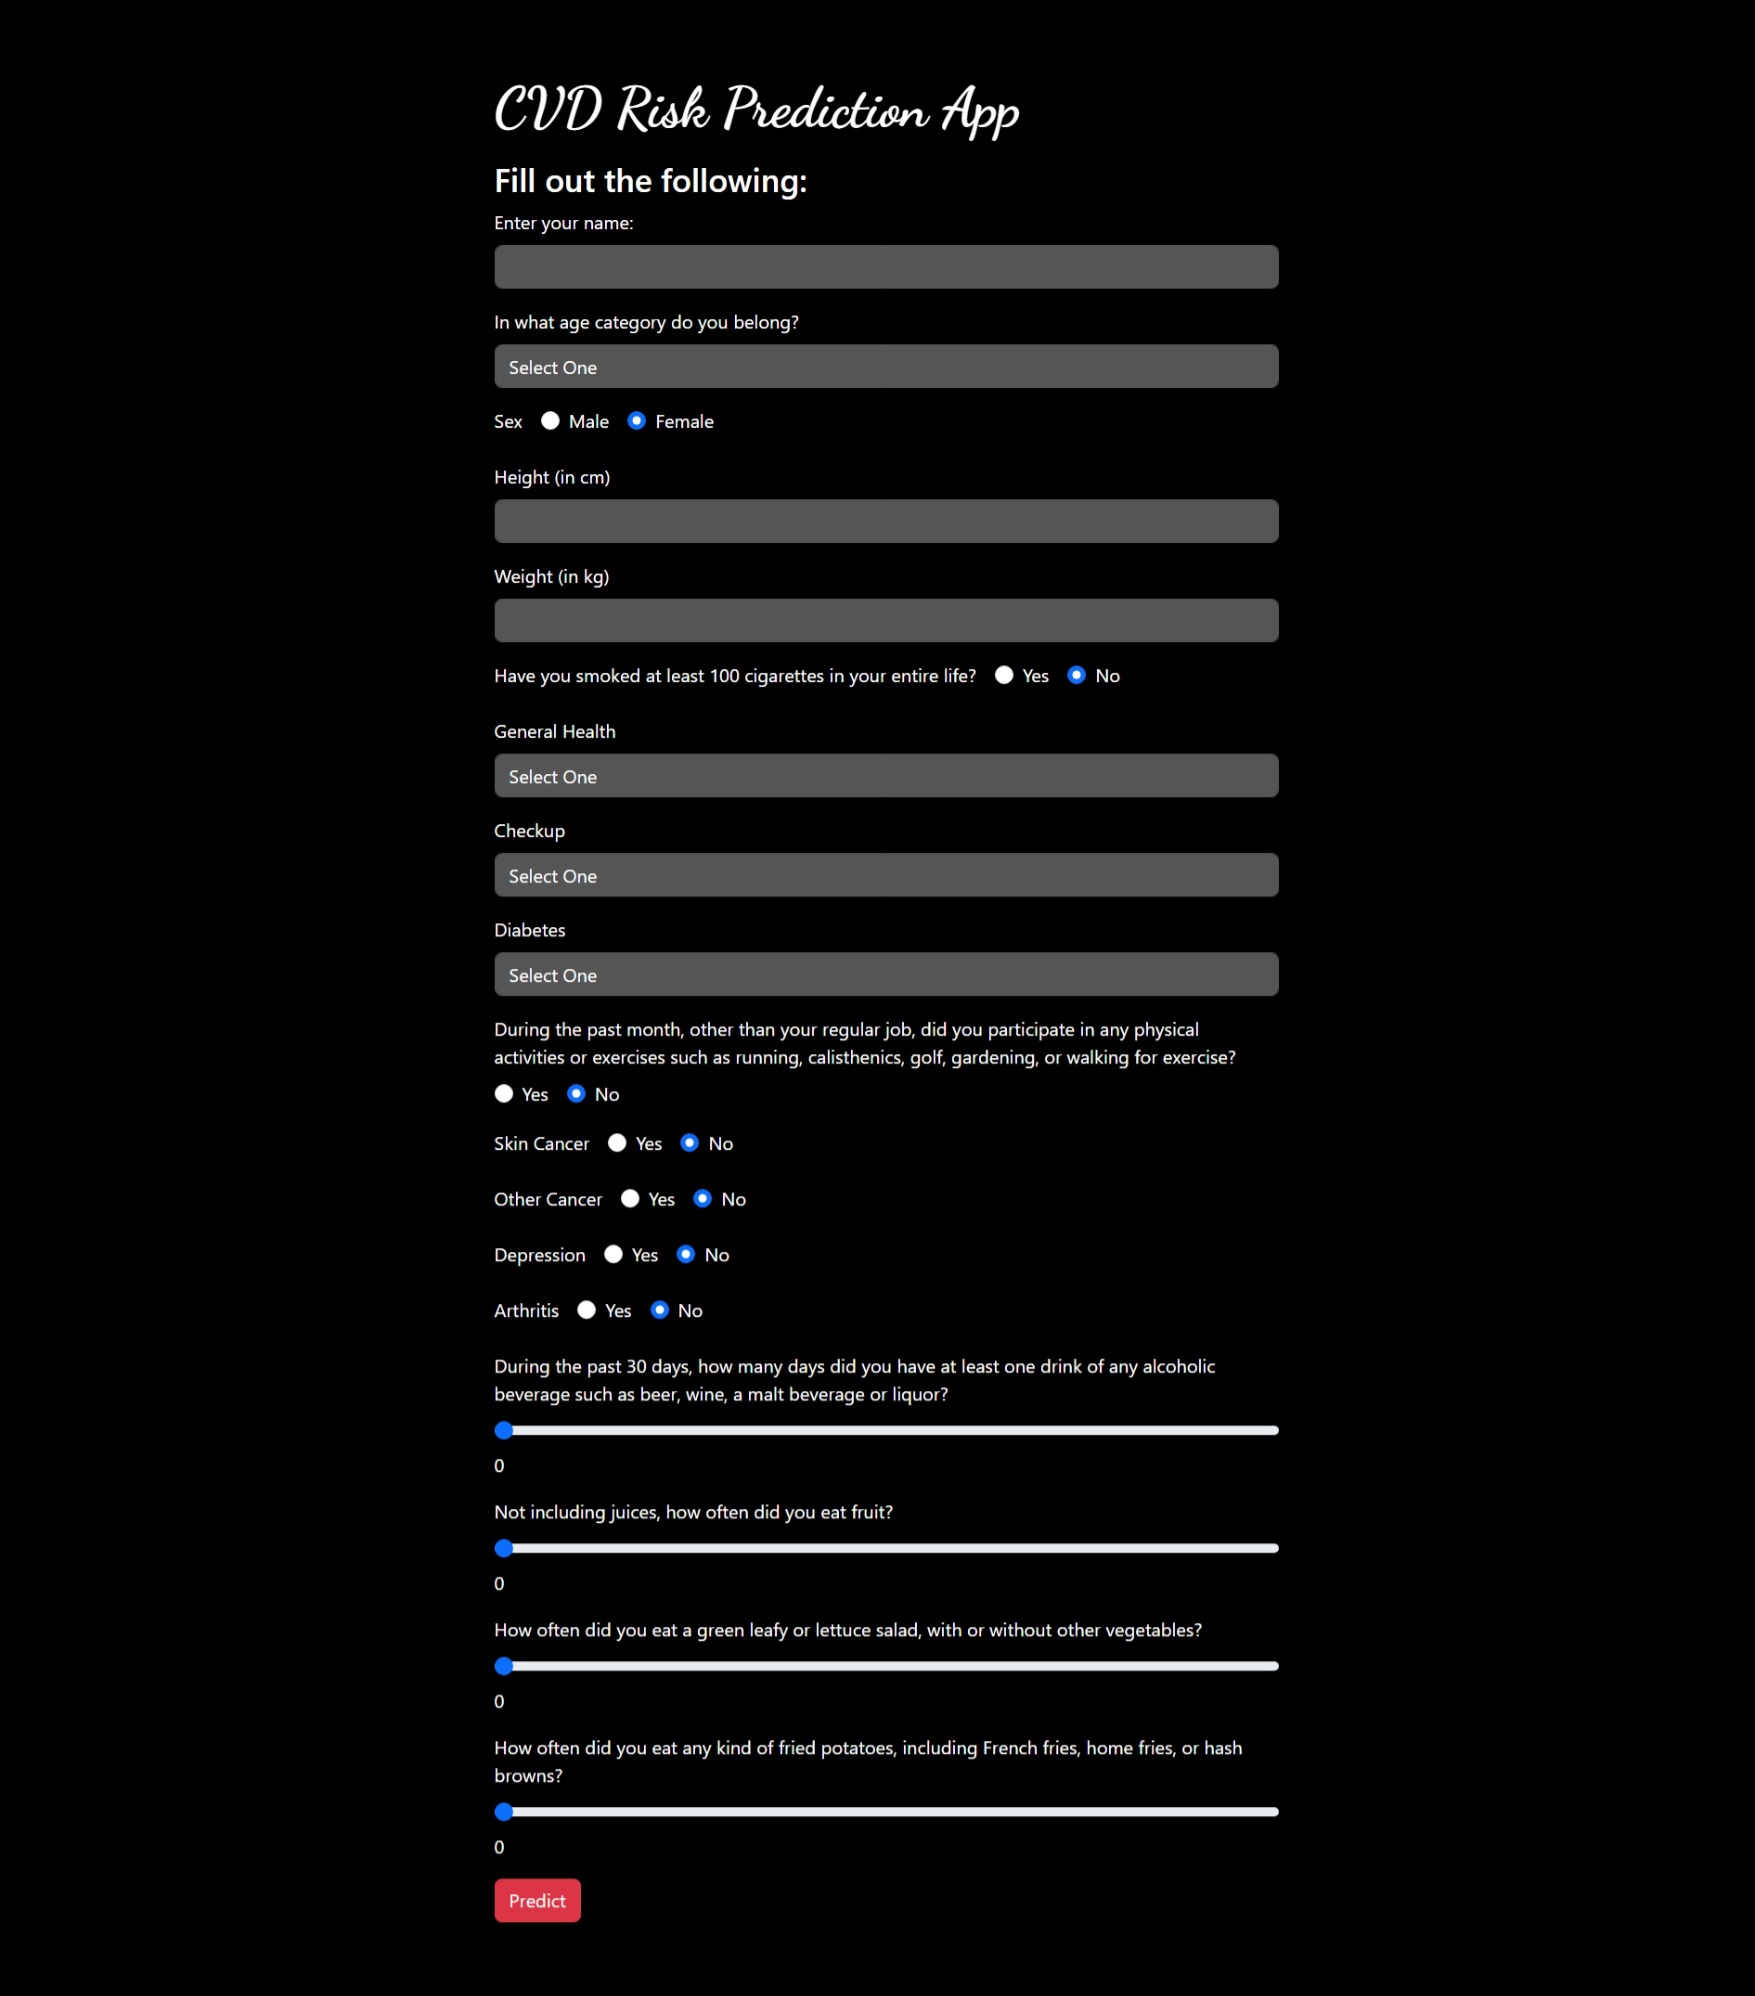 CVD Risk Prediction App
Fill out the following:
Enter your name:
In what age category do you belong?
Select One
Sex Male Female
Height (in cm)
Weight (in kg)
Have you smoked at least 100 cigarettes in your entire life? Yes No
General Health
Select One
Checkup
Select One
Diabetes
Select One
During the past month, other than your regular job, did you participate in any physical
activities or exercises such as running, calisthenics, golf, gardening, or walking for exercise?
Yes No
Skin Cancer Yes No
Other Cancer Yes No
Depression Yes No
Arthritis Yes No
During the past 30 days, how many days did you have at least one drink of any alcoholic
beverage such as beer, wine, a malt beverage or liquor?
0
Not including juices, how often did you eat fruit?
0
How often did you eat a green leafy or lettuce salad, with or without other vegetables?
0
How often did you eat any kind of fried potatoes, including French fries, home fries, or hash
browns?
0
Predict